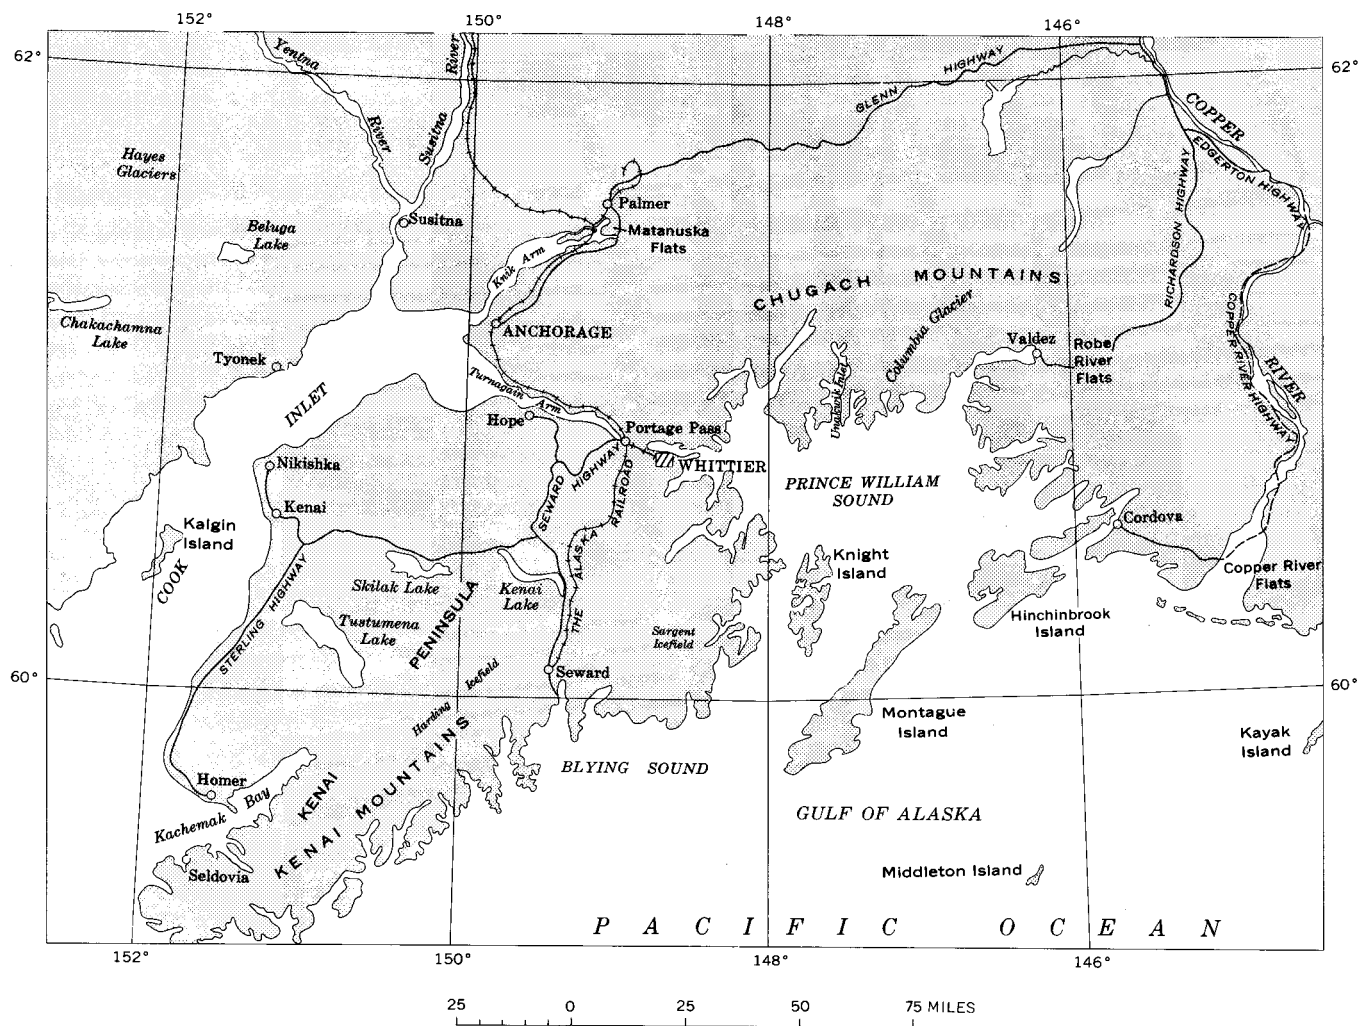 152°
150°
148°
146°
62°
62°
Yentna
River
Susitna
River
HIGHWAY
GLENN
COPPER
RIVER
EDGERTON HIGHWAY
RICHARDSON HIGHWAY
COPPER RIVER HIGHWAY
Hayes
Glaciers
Susitna
Beluga
Lake
Palmer
Matanuska
Flats
Knik Arm
CHUGACH MOUNTAINS
Columbia Glacier
Chakachamna
Lake
ANCHORAGE
Tyonek
Valdez
Robe
River
Flats
Turnagain
Arm
Unakwik Inlet
COOK
INLET
Hope
Portage Pass
WHITTIER
Nikishka
SEWARD HIGHWAY
THE ALASKA RAILROAD
PRINCE WILLIAM
SOUND
Kenai
Kalgin
Island
Cordova
Knight
Island
Copper River
Flats
Skilak Lake
Kenai
Lake
STERLING HIGHWAY
Tustumena
Lake
KENAI
PENINSULA
Hinchinbrook
Island
Sargent
Icefield
Harding Icefield
Seward
60°
60°
Montague
Island
Kayak
Island
BLYING SOUND
KENAI MOUNTAINS
Homer
Kachemak Bay
GULF OF ALASKA
Seldovia
Middleton Island
PACIFIC OCEAN
152°
150°
148°
146°
25 0 25 50 75 MILES